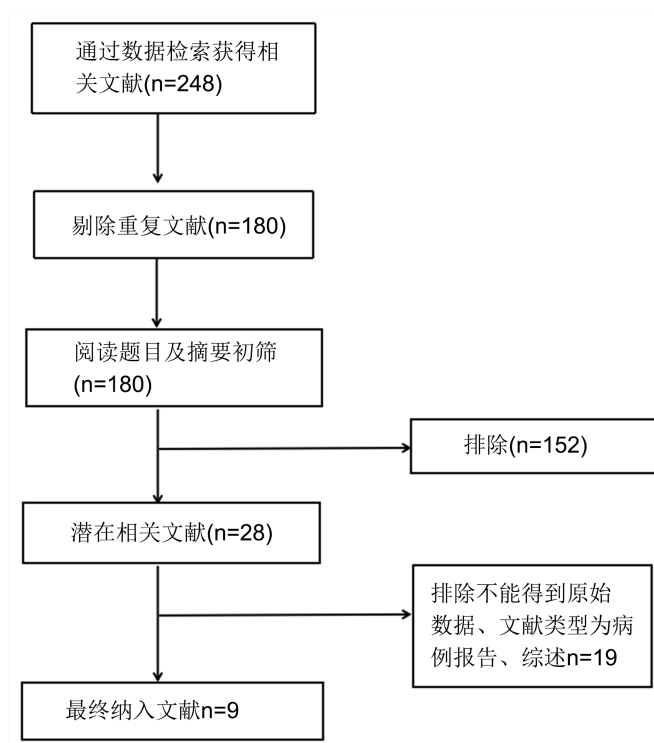 通过数据检索获得相
关文献(n=248)
剔除重复文献(n=180)
阅读题目及摘要初筛
(n=180)
排除(n=152)
潜在相关文献(n=28)
排除不能得到原始
数据、文献类型为病
例报告、综述n=19
最终纳入文献n=9